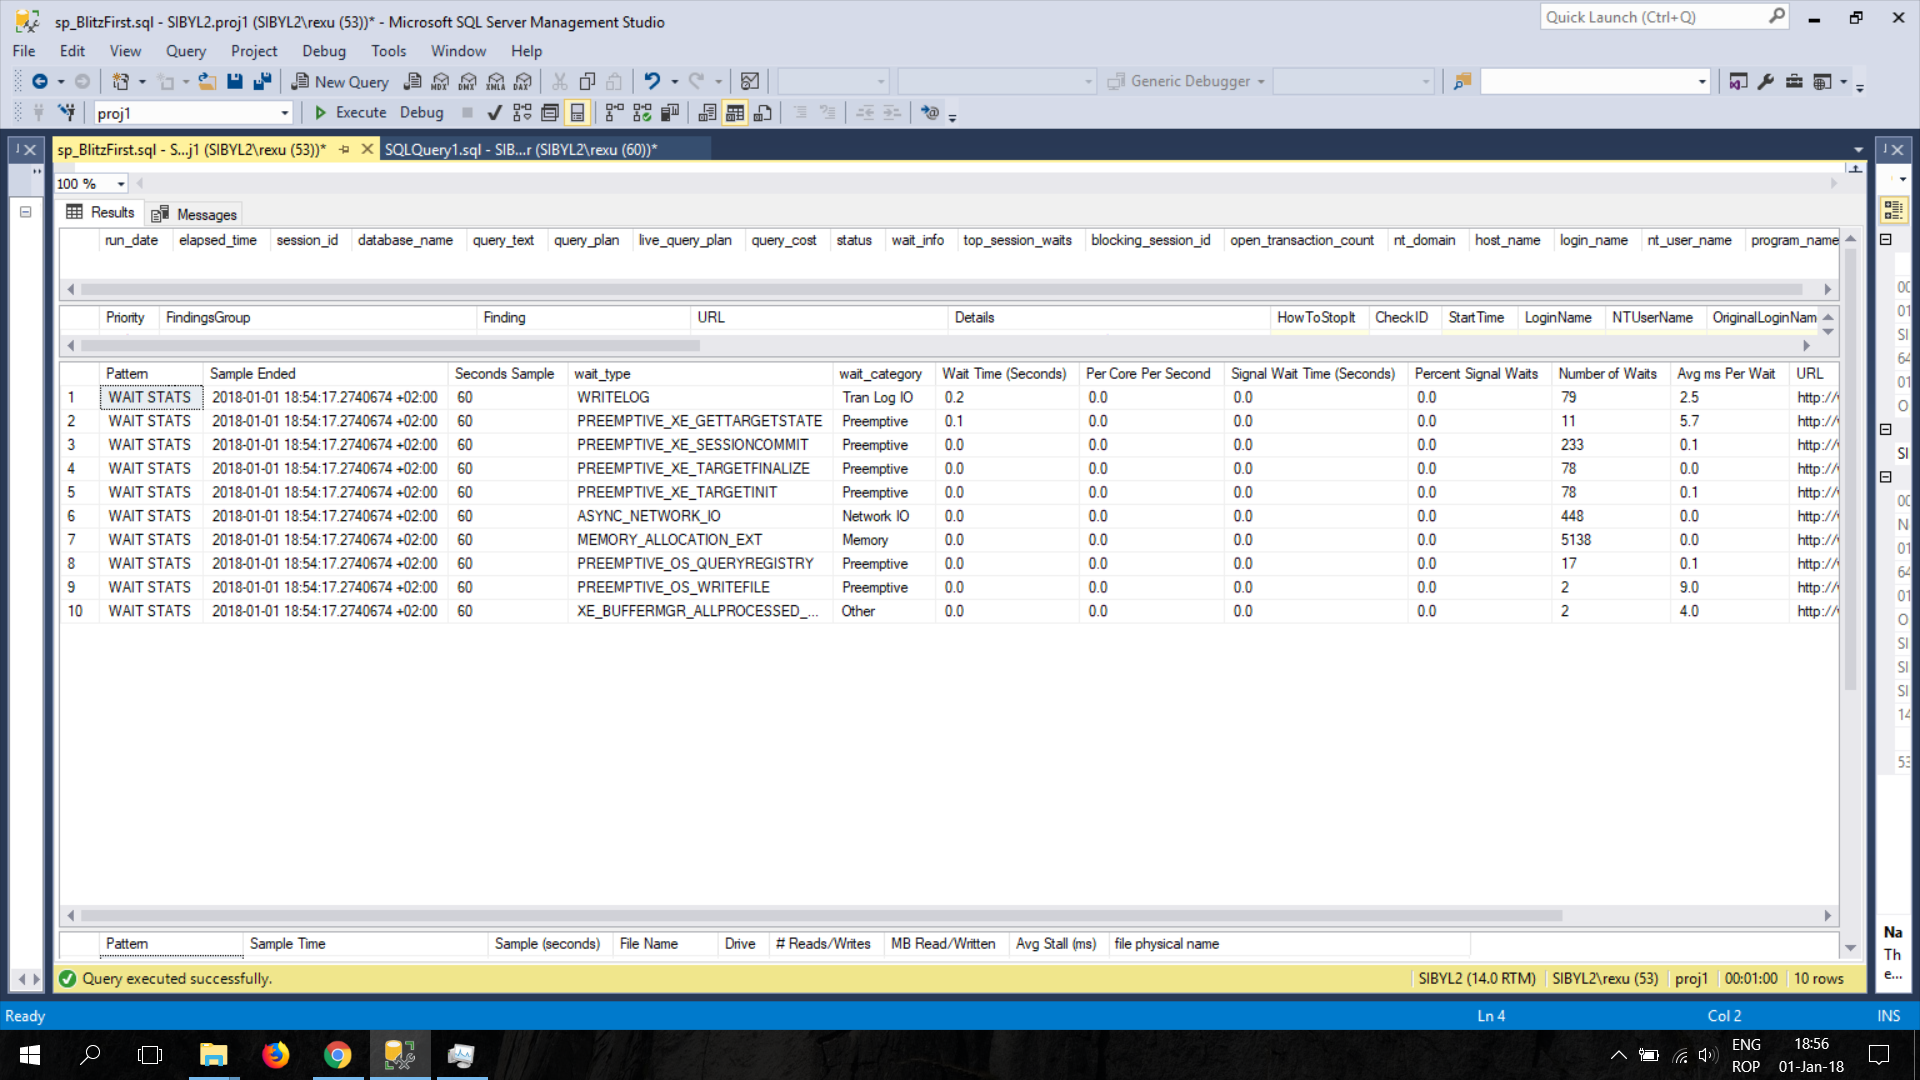 sp_BlitzFirst.sql - SIBYL2.proj1 (SIBYL2\rexu (53))* - Microsoft SQL Server Management Studio
Quick Launch (Ctrl+Q)
File Edit View Query Project Debug Tools Window Help
New Query MDX DMX XMLA DAX Generic Debugger
proj1 Execute Debug
sp_BlitzFirst.sql - S...j1 (SIBYL2\rexu (53))* SQLQuery1.sql - SIB...r (SIBYL2\rexu (60))*
100 %
Results Messages
run_date elapsed_time session_id database_name query_text query_plan live_query_plan query_cost status wait_info top_session_waits blocking_session_id open_transaction_count nt_domain host_name login_name nt_user_name program_name
Priority FindingsGroup Finding URL Details HowToStopIt CheckID StartTime LoginName NTUserName OriginalLoginNam
Pattern Sample Ended Seconds Sample wait_type wait_category Wait Time (Seconds) Per Core Per Second Signal Wait Time (Seconds) Percent Signal Waits Number of Waits Avg ms Per Wait URL
1 WAIT STATS 2018-01-01 18:54:17.2740674 +02:00 60 WRITELOG Tran Log IO 0.2 0.0 0.0 0.0 79 2.5 http://
2 WAIT STATS 2018-01-01 18:54:17.2740674 +02:00 60 PREEMPTIVE_XE_GETTARGETSTATE Preemptive 0.1 0.0 0.0 0.0 11 5.7 http://
3 WAIT STATS 2018-01-01 18:54:17.2740674 +02:00 60 PREEMPTIVE_XE_SESSIONCOMMIT Preemptive 0.0 0.0 0.0 0.0 233 0.1 http://
4 WAIT STATS 2018-01-01 18:54:17.2740674 +02:00 60 PREEMPTIVE_XE_TARGETFINALIZE Preemptive 0.0 0.0 0.0 0.0 78 0.0 http://
5 WAIT STATS 2018-01-01 18:54:17.2740674 +02:00 60 PREEMPTIVE_XE_TARGETINIT Preemptive 0.0 0.0 0.0 0.0 78 0.1 http://
6 WAIT STATS 2018-01-01 18:54:17.2740674 +02:00 60 ASYNC_NETWORK_IO Network IO 0.0 0.0 0.0 0.0 448 0.0 http://
7 WAIT STATS 2018-01-01 18:54:17.2740674 +02:00 60 MEMORY_ALLOCATION_EXT Memory 0.0 0.0 0.0 0.0 5138 0.0 http://
8 WAIT STATS 2018-01-01 18:54:17.2740674 +02:00 60 PREEMPTIVE_OS_QUERYREGISTRY Preemptive 0.0 0.0 0.0 0.0 17 0.1 http://
9 WAIT STATS 2018-01-01 18:54:17.2740674 +02:00 60 PREEMPTIVE_OS_WRITEFILE Preemptive 0.0 0.0 0.0 0.0 2 9.0 http://
10 WAIT STATS 2018-01-01 18:54:17.2740674 +02:00 60 XE_BUFFERMGR_ALLPROCESSED_... Other 0.0 0.0 0.0 0.0 2 4.0 http://
Pattern Sample Time Sample (seconds) File Name Drive # Reads/Writes MB Read/Written Avg Stall (ms) file physical name
Na
Th
e...
Query executed successfully. SIBYL2 (14.0 RTM) SIBYL2\rexu (53) proj1 00:01:00 10 rows
Ready Ln 4 Col 2 INS
ENG 18:56
ROP 01-Jan-18